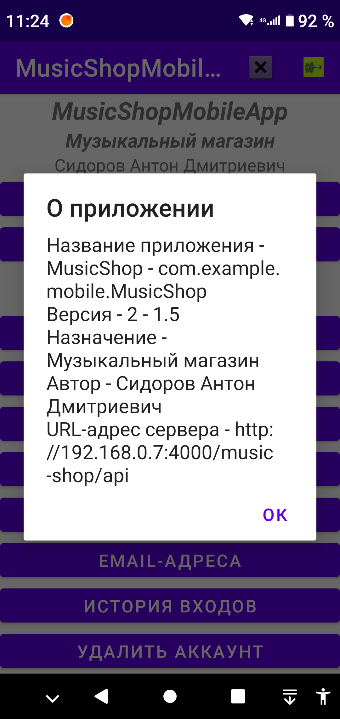 11:24
4G
92 %
MusicShopMobil...
MusicShopMobileApp
Музыкальный магазин
Сидоров Антон Дмитриевич
О приложении
Название приложения -
MusicShop - com.example.
mobile.MusicShop
Версия - 2 - 1.5
Назначение -
Музыкальный магазин
Автор - Сидоров Антон
Дмитриевич
URL-адрес сервера - http:
//192.168.0.7:4000/music
-shop/api
ОК
EMAIL-АДРЕСА
ИСТОРИЯ ВХОДОВ
УДАЛИТЬ АККАУНТ